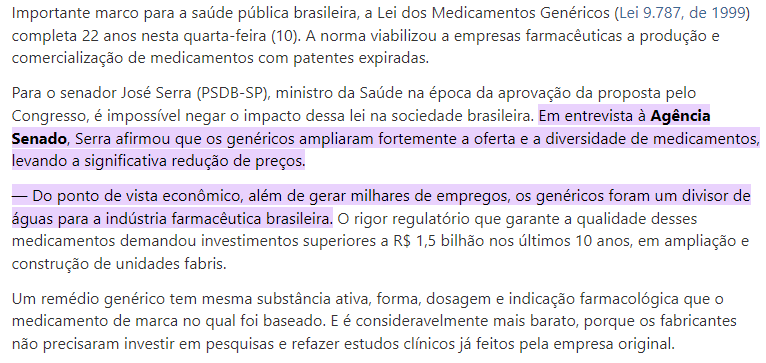 Importante marco para a saúde pública brasileira, a Lei dos Medicamentos Genéricos (Lei 9.787, de 1999)
completa 22 anos nesta quarta-feira (10). A norma viabilizou a empresas farmacêuticas a produção e
comercialização de medicamentos com patentes expiradas.
Para o senador José Serra (PSDB-SP), ministro da Saúde na época da aprovação da proposta pelo
Congresso, é impossível negar o impacto dessa lei na sociedade brasileira. Em entrevista à Agência
Senado, Serra afirmou que os genéricos ampliaram fortemente a oferta e a diversidade de medicamentos,
levando a significativa redução de preços.
— Do ponto de vista econômico, além de gerar milhares de empregos, os genéricos foram um divisor de
águas para a indústria farmacêutica brasileira. O rigor regulatório que garante a qualidade desses
medicamentos demandou investimentos superiores a R$ 1,5 bilhão nos últimos 10 anos, em ampliação e
construção de unidades fabris.
Um remédio genérico tem mesma substância ativa, forma, dosagem e indicação farmacológica que o
medicamento de marca no qual foi baseado. E é consideravelmente mais barato, porque os fabricantes
não precisaram investir em pesquisas e refazer estudos clínicos já feitos pela empresa original.